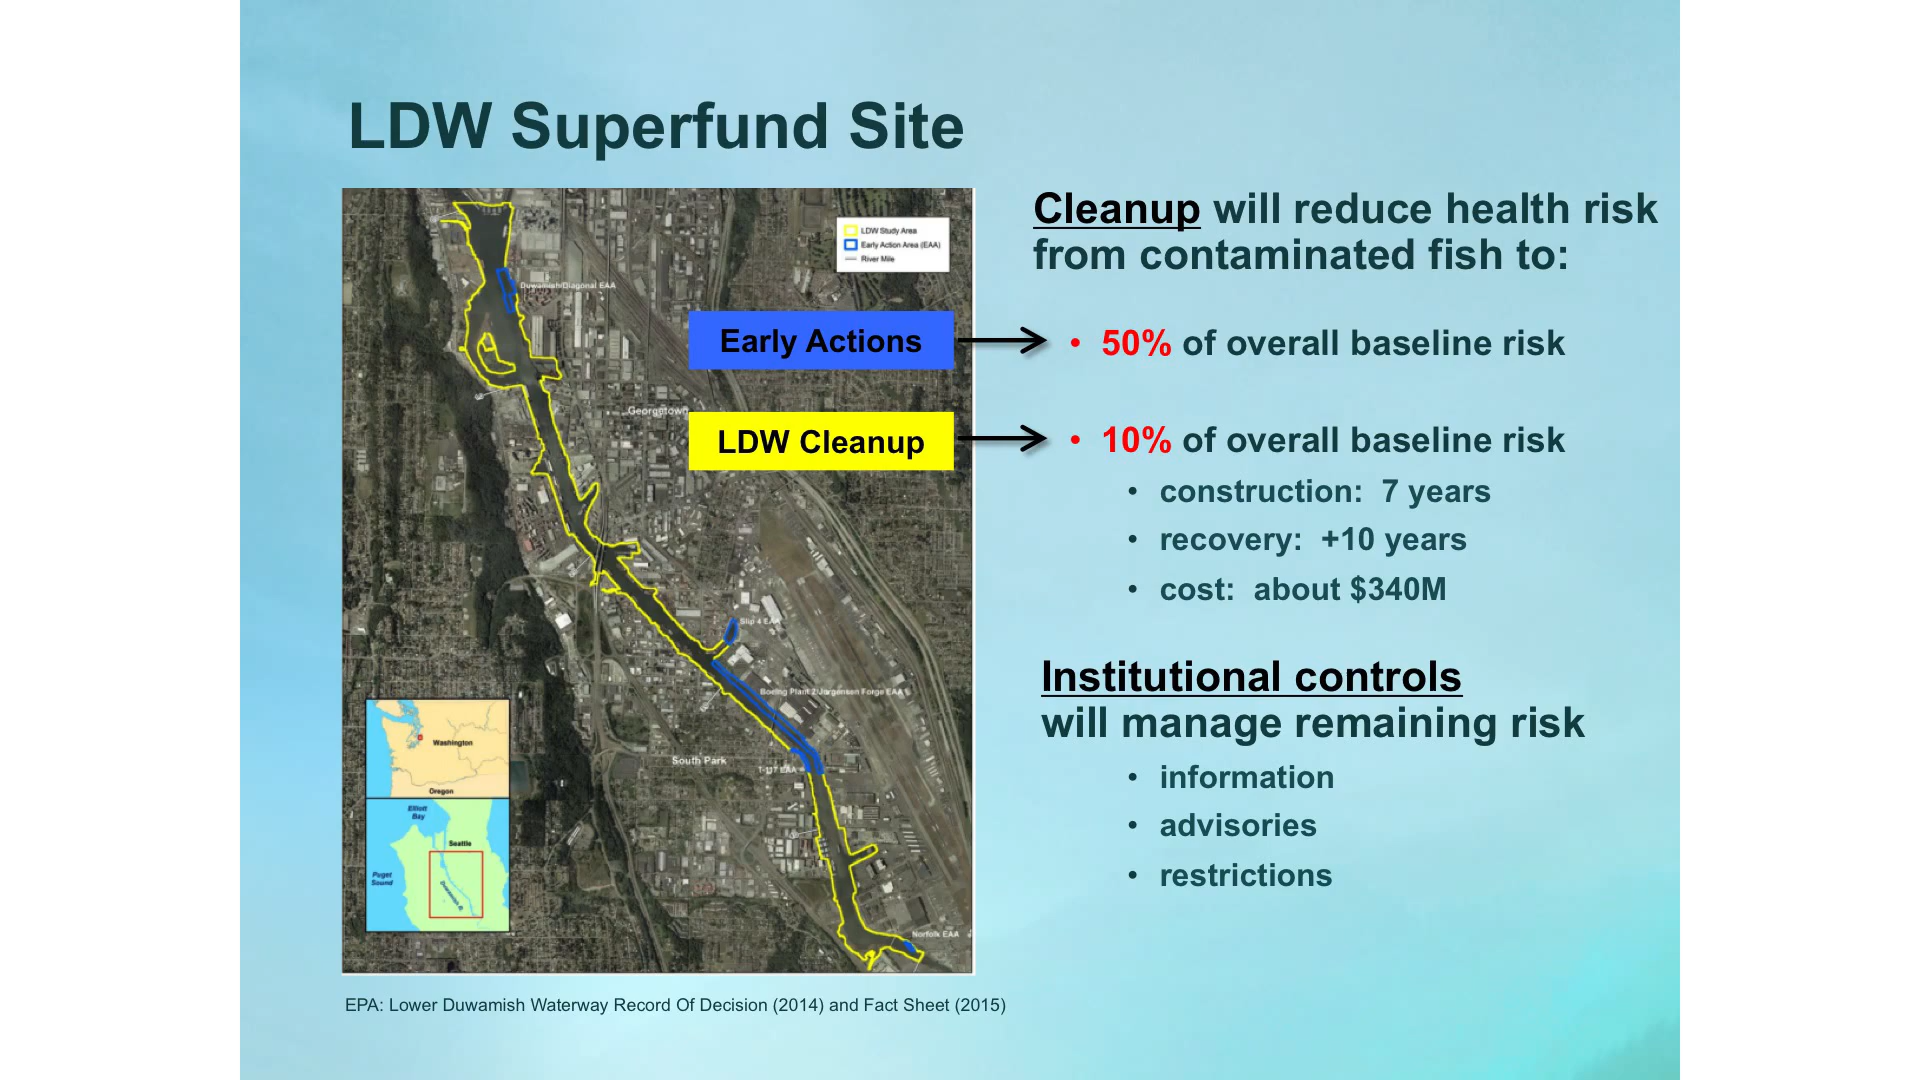 LDW Superfund Site
LDW Study Area
Early Action Area (EAA)
River Mile
Duwamish/Diagonal EAA
Early Actions
Georgetown
LDW Cleanup
Slip 4 EAA
Boeing Plant 2/Jorgensen Forge EAA
South Park
T-117 EAA
Norfolk EAA
Washington
Oregon
Elliott
Bay
Seattle
Puget
Sound
Cleanup will reduce health risk
from contaminated fish to:
• 50% of overall baseline risk
• 10% of overall baseline risk
• construction: 7 years
• recovery: +10 years
• cost: about $340M
Institutional controls
will manage remaining risk
• information
• advisories
• restrictions
EPA: Lower Duwamish Waterway Record Of Decision (2014) and Fact Sheet (2015)